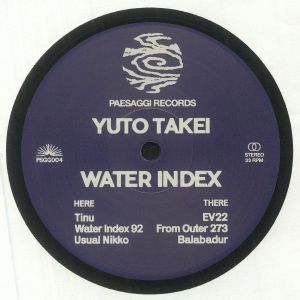 PAESAGGI RECORDS
YUTO TAKEI
PSGG004
STEREO
33 RPM
WATER INDEX
HERE
Tinu
Water Index 92
Usual Nikko
THERE
EV22
From Outer 273
Balabadur